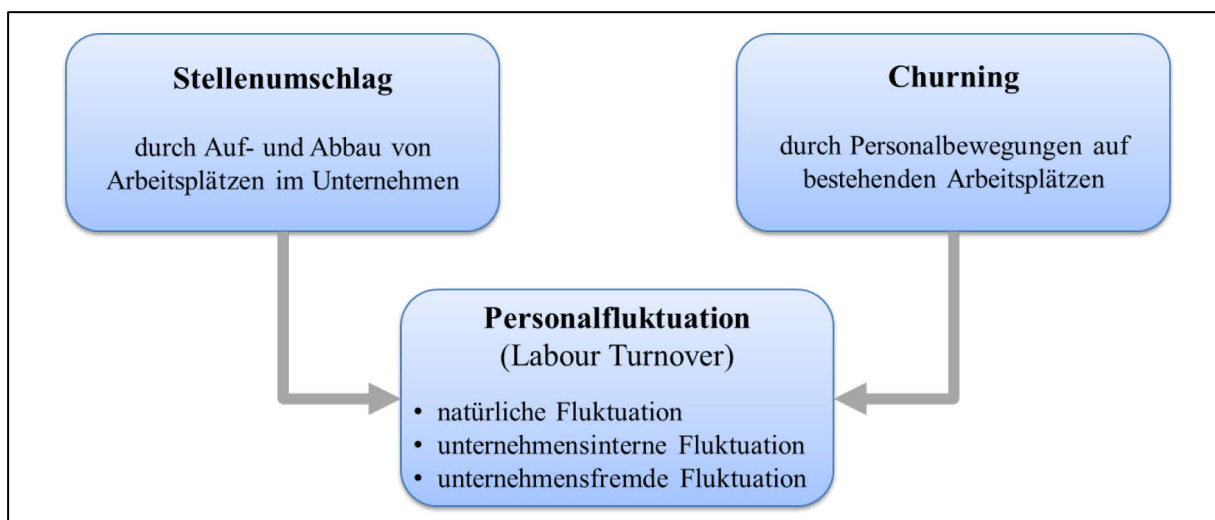 Stellenumschlag
durch Auf- und Abbau von
Arbeitsplätzen im Unternehmen
Churning
durch Personalbewegungen auf
bestehenden Arbeitsplätzen
Personalfluktuation
(Labour Turnover)
• natürliche Fluktuation
• unternehmensinterne Fluktuation
• unternehmensfremde Fluktuation